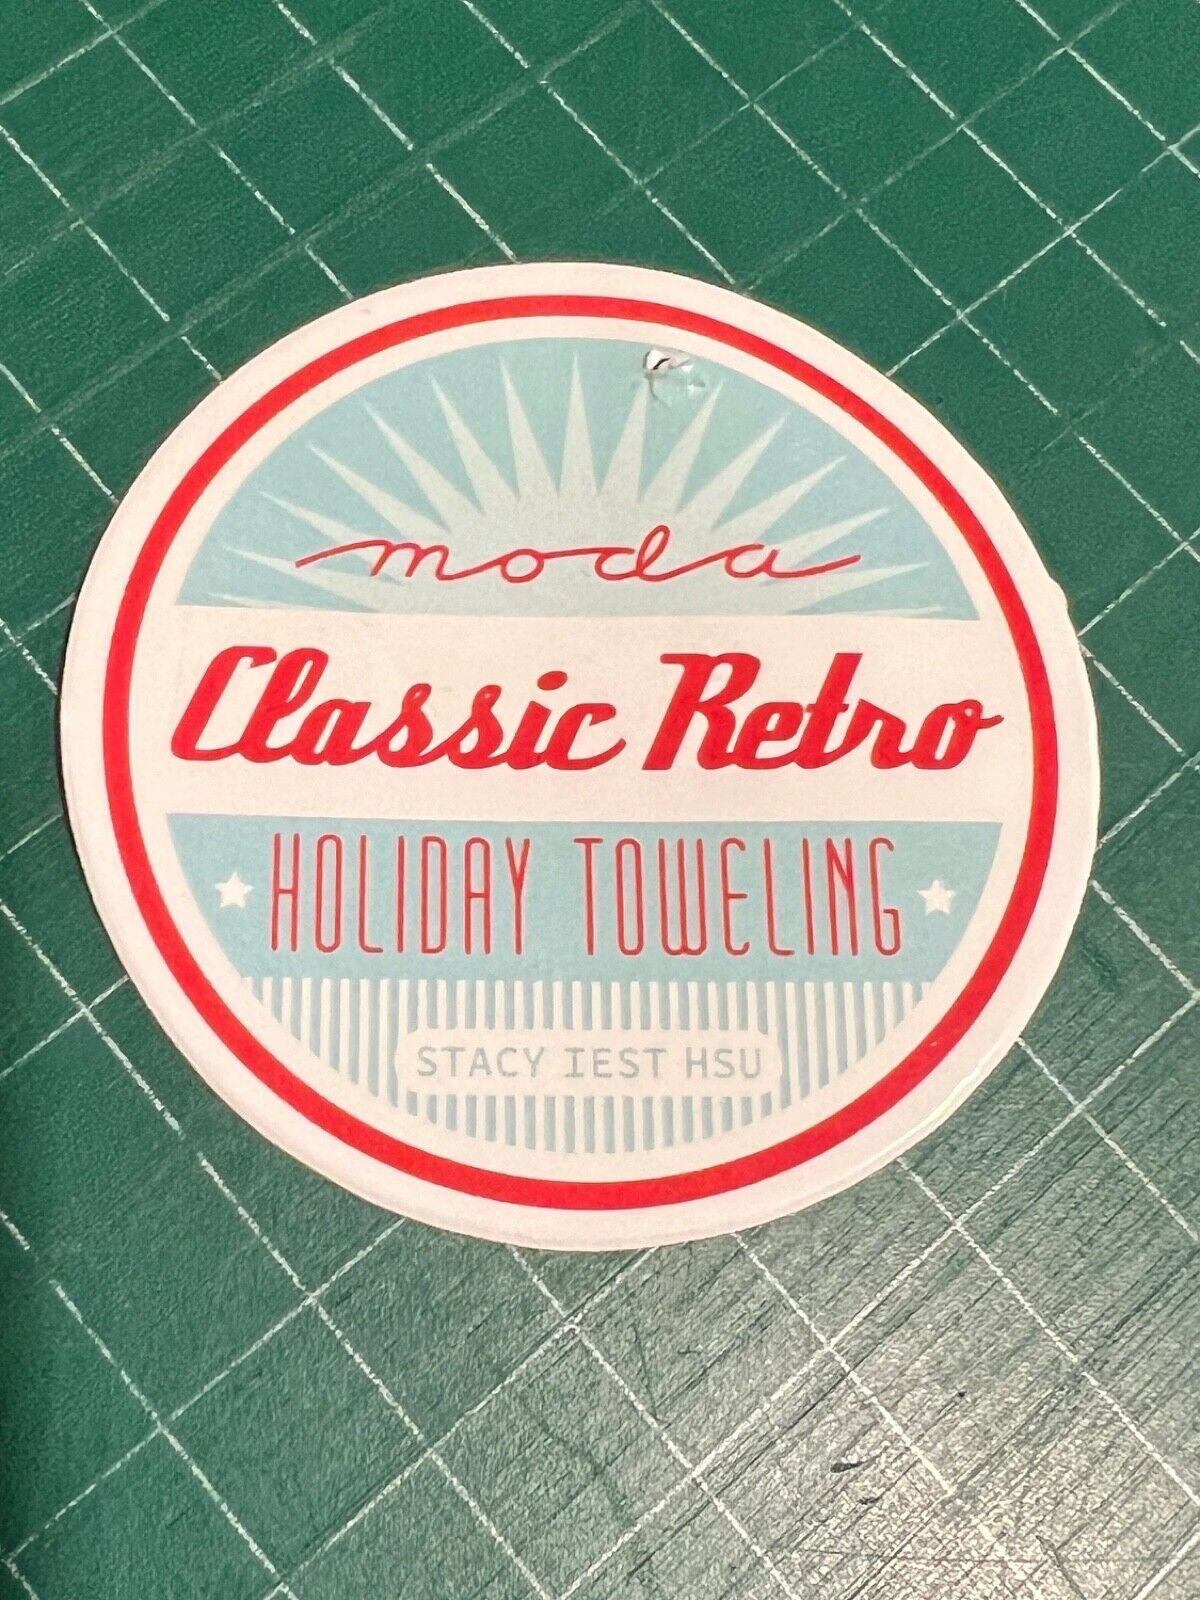 moda
Classic Retro
HOLIDAY TOWELING
STACY IEST HSU